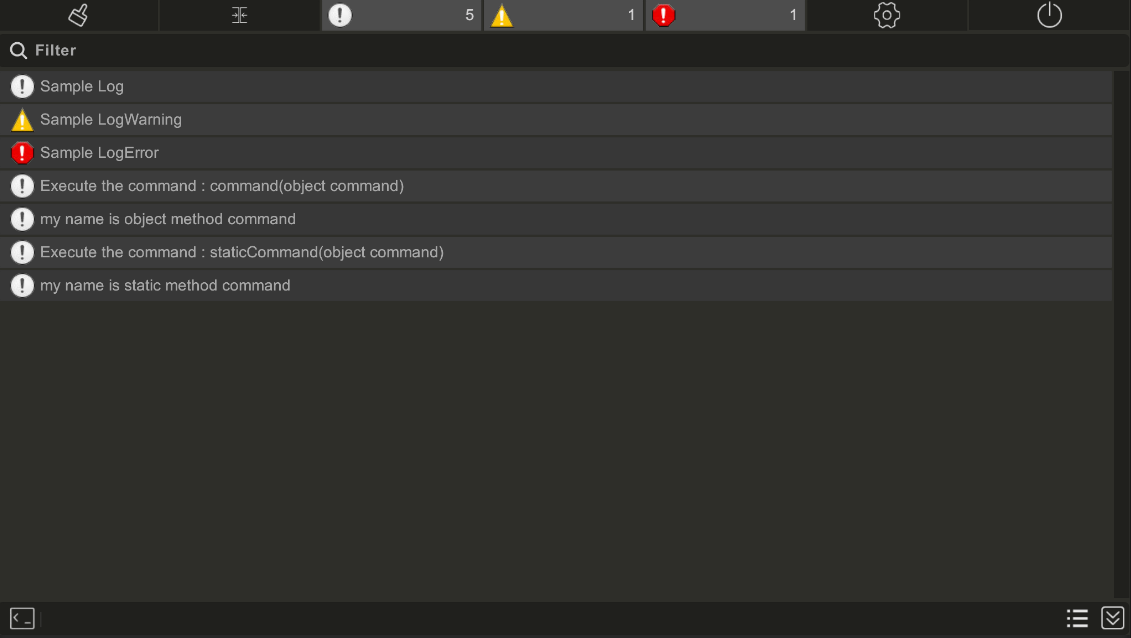 5 1 1
Filter
Sample Log
Sample LogWarning
Sample LogError
Execute the command : command(object command)
my name is object method command
Execute the command : staticCommand(object command)
my name is static method command